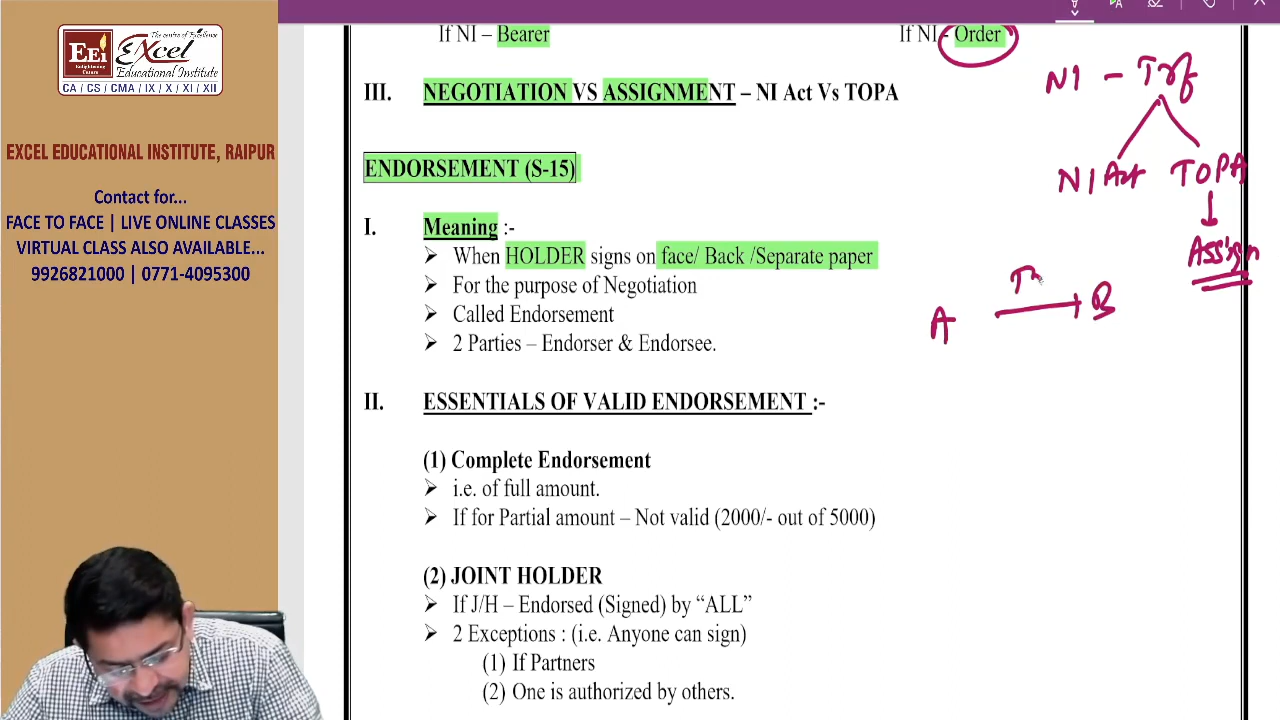 The centre of Excellence
EEi
Enlightening Careers
Excel
Educational Institute
CA / CS / CMA / IX / X / XI / XII
EXCEL EDUCATIONAL INSTITUTE, RAIPUR
Contact for...
FACE TO FACE | LIVE ONLINE CLASSES
VIRTUAL CLASS ALSO AVAILABLE...
9926821000 | 0771-4095300
If NI – Bearer
If NI - Order
III. NEGOTIATION VS ASSIGNMENT – NI Act Vs TOPA
ENDORSEMENT (S-15)
I. Meaning :-
➢ When HOLDER signs on face/ Back /Separate paper
➢ For the purpose of Negotiation
➢ Called Endorsement
➢ 2 Parties – Endorser & Endorsee.
II. ESSENTIALS OF VALID ENDORSEMENT :-
(1) Complete Endorsement
➢ i.e. of full amount.
➢ If for Partial amount – Not valid (2000/- out of 5000)
(2) JOINT HOLDER
➢ If J/H – Endorsed (Signed) by “ALL”
➢ 2 Exceptions : (i.e. Anyone can sign)
(1) If Partners
(2) One is authorized by others.
NI – Trf
NI Act TOPA
Assign
A B